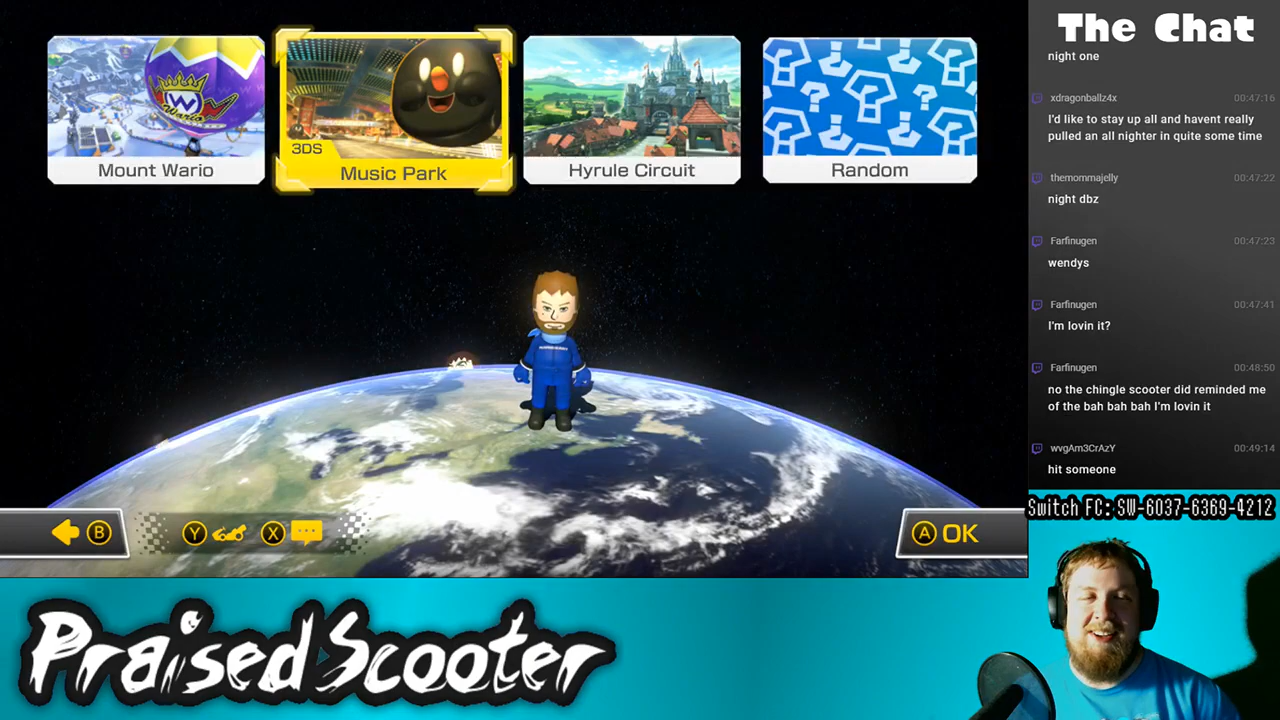 Mount Wario
3DS
Music Park
Hyrule Circuit
Random
B
Y
X
A OK
PraisedScooter
The Chat
night one
xdragonballz4x 00:47:16
I'd like to stay up all and havent really
pulled an all nighter in quite some time
themommajelly 00:47:22
night dbz
Farfinugen 00:47:23
wendys
Farfinugen 00:47:41
I'm lovin it?
Farfinugen 00:48:50
no the chingle scooter did reminded me
of the bah bah bah I'm lovin it
wvgAm3CrAzY 00:49:14
hit someone
Switch FC: SW-6037-6369-4212